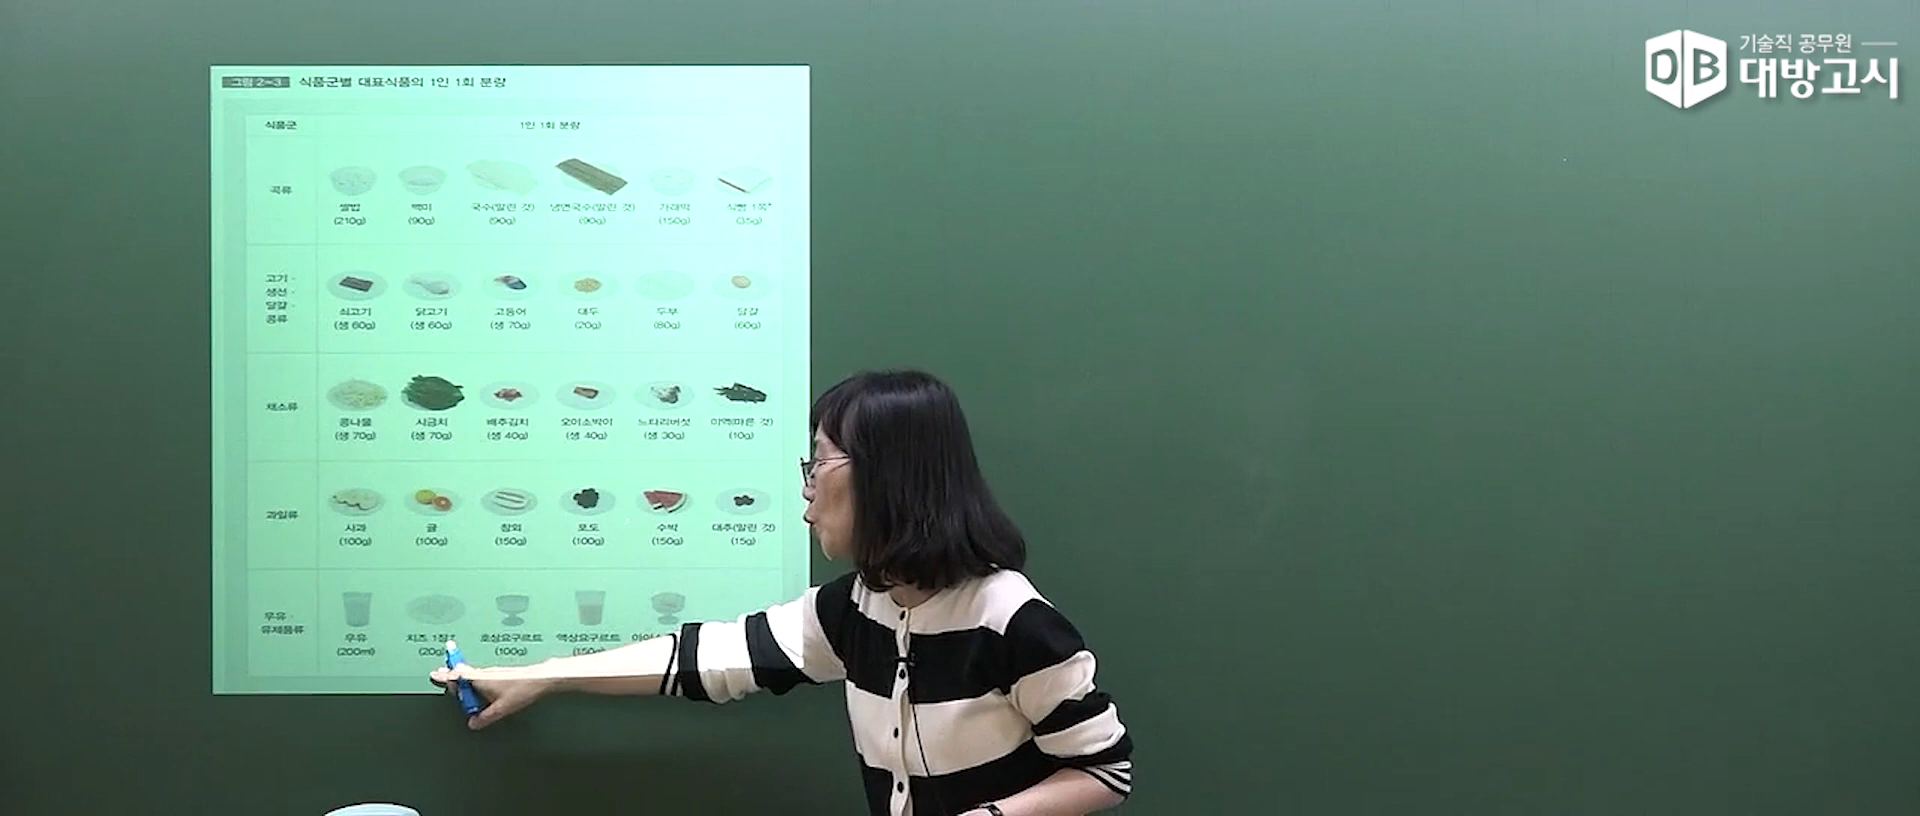 기술직 공무원
대방고시
그림 2-3 식품군별 대표식품의 1인 1회 분량
식품군 1인 1회 분량
곡류
쌀밥 백미 국수(말린 것) 냉면국수(말린 것) 가래떡 식빵 1쪽*
(210g) (90g) (90g) (90g) (150g) (35g)
고기·
생선·
달걀·
콩류
쇠고기 닭고기 고등어 대두 두부 달걀
(생 60g) (생 60g) (생 70g) (20g) (80g) (60g)
채소류
콩나물 시금치 배추김치 오이소박이 느타리버섯 미역(마른 것)
(생 70g) (생 70g) (생 40g) (생 40g) (생 30g) (10g)
과일류
사과 귤 참외 포도 수박 대추(말린 것)
(100g) (100g) (150g) (100g) (150g) (15g)
우유·
유제품류
우유 치즈 1장* 호상요구르트 액상요구르트
(200ml) (20g) (100g) (150g)